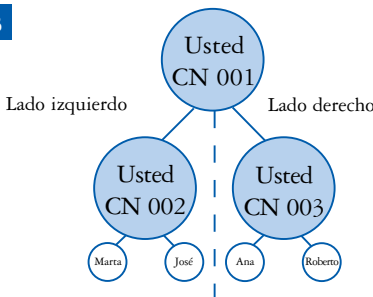 Usted
CN 001
Lado izquierdo
Lado derecho
Usted
CN 002
Usted
CN 003
Marta
José
Ana
Roberto